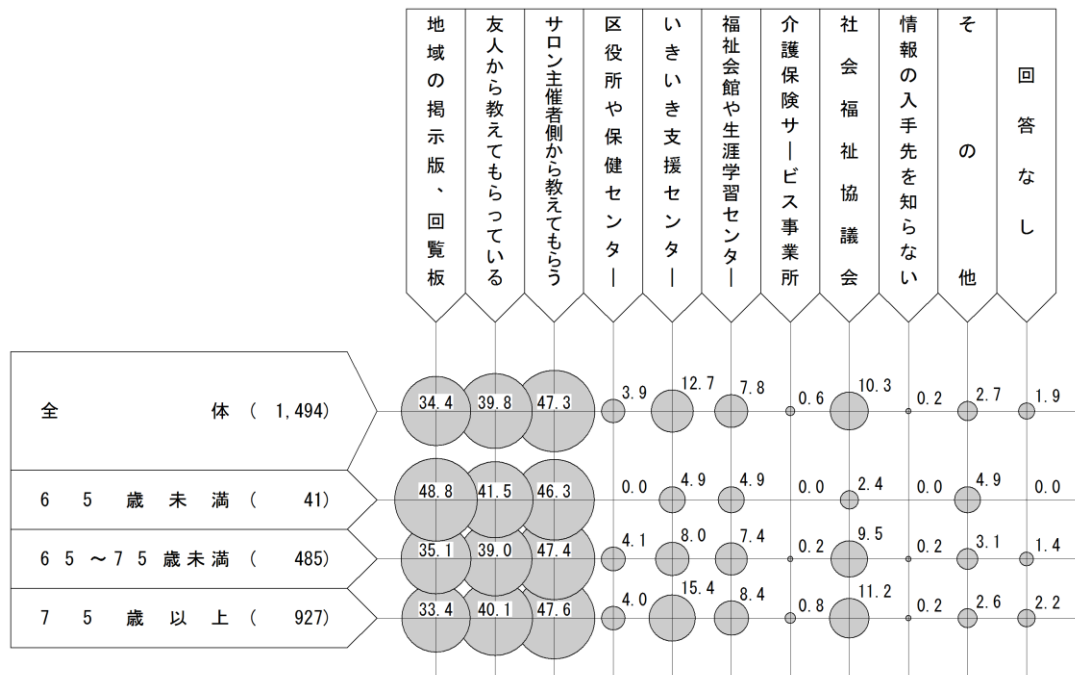 地域の掲示版、回覧板
友人から教えてもらっている
サロン主催者側から教えてもらう
区役所や保健センター
いきいき支援センター
福祉会館や生涯学習センター
介護保険サービス事業所
社会福祉協議会
情報の入手先を知らない
その他
回答なし
全体( 1,494) 34.4 39.8 47.3 3.9 12.7 7.8 0.6 10.3 0.2 2.7 1.9
65歳未満( 41) 48.8 41.5 46.3 0.0 4.9 4.9 0.0 2.4 0.0 4.9 0.0
65～75歳未満( 485) 35.1 39.0 47.4 4.1 8.0 7.4 0.2 9.5 0.2 3.1 1.4
75歳以上( 927) 33.4 40.1 47.6 4.0 15.4 8.4 0.8 11.2 0.2 2.6 2.2